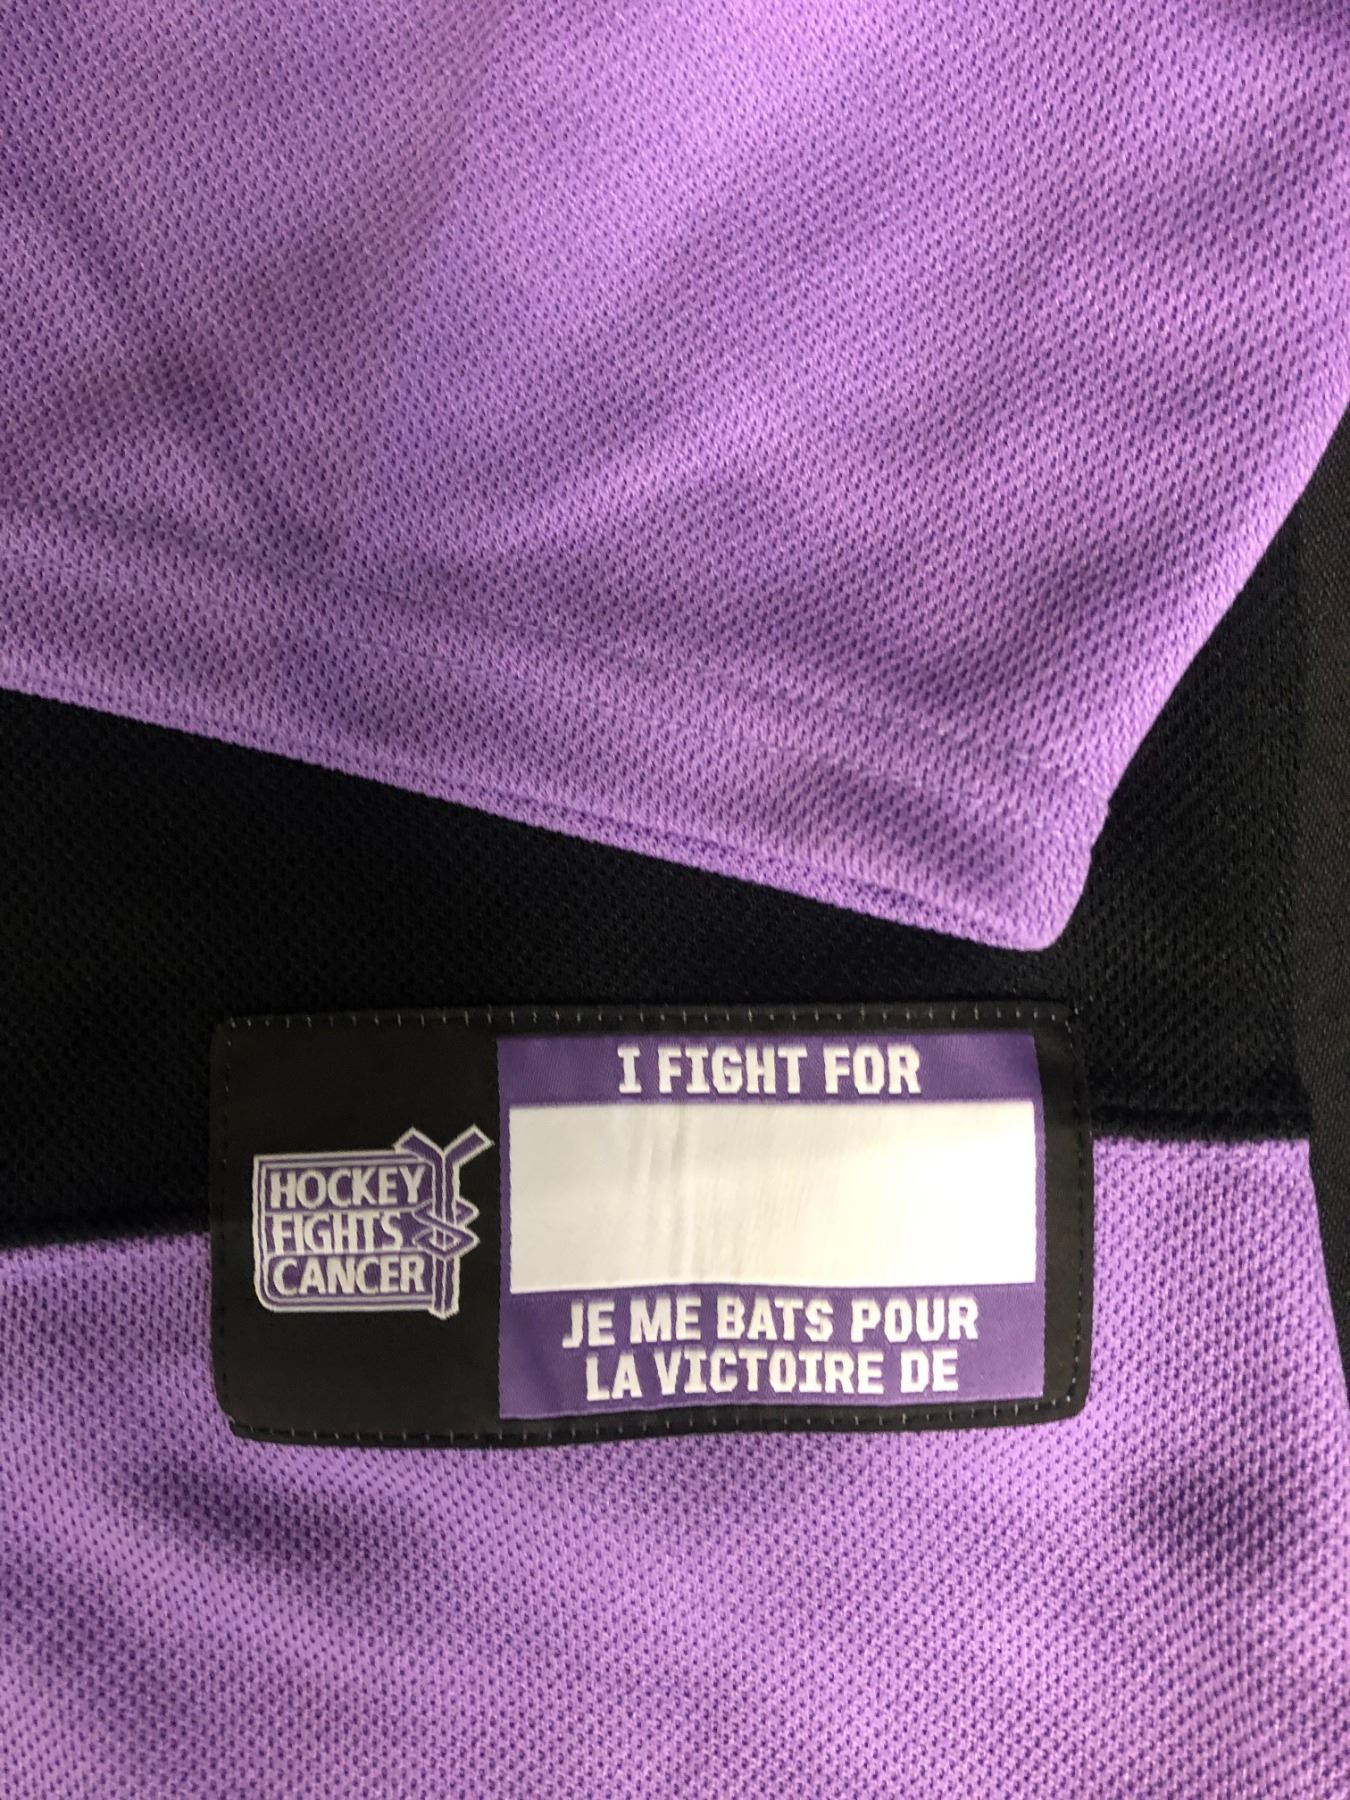 HOCKEY
FIGHTS
CANCER
I FIGHT FOR
JE ME BATS POUR
LA VICTOIRE DE